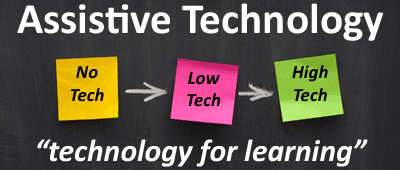 Assistive Technology
No
Tech
Low
Tech
High
Tech
“technology for learning”